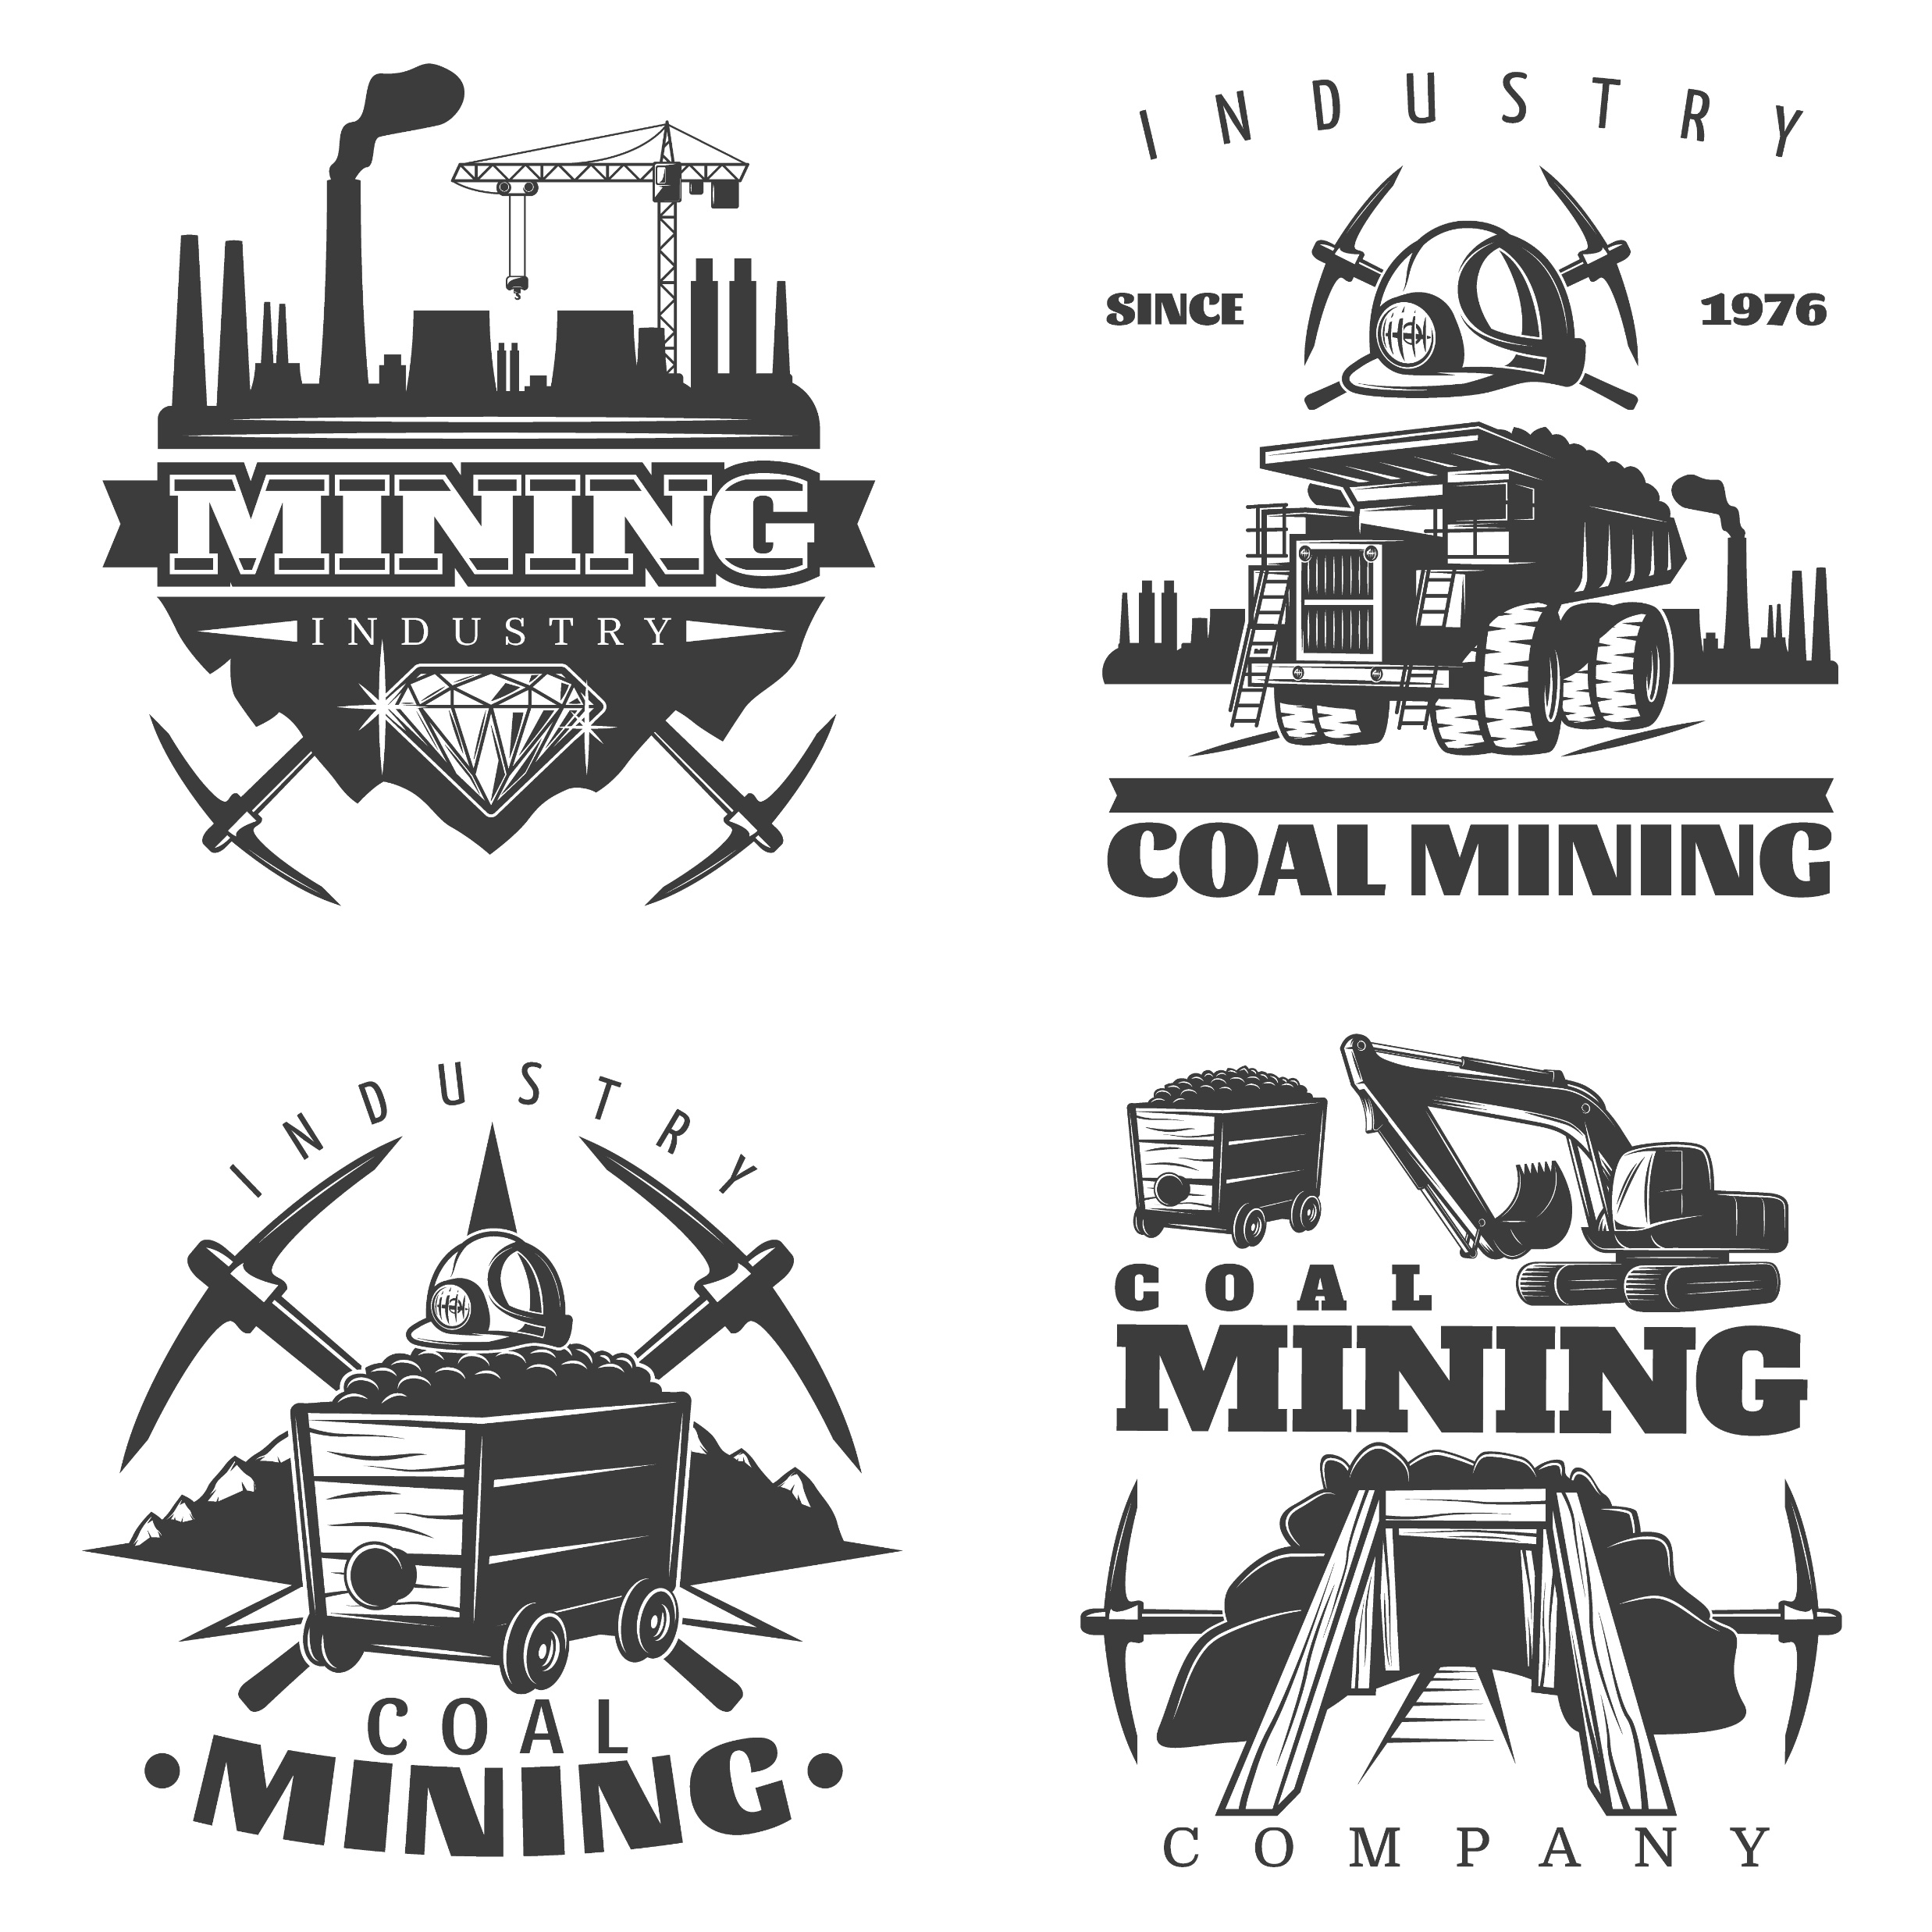 MINING
INDUSTRY
INDUSTRY
SINCE 1976
COAL MINING
INDUSTRY
COAL
MINING
COAL
MINING
COMPANY